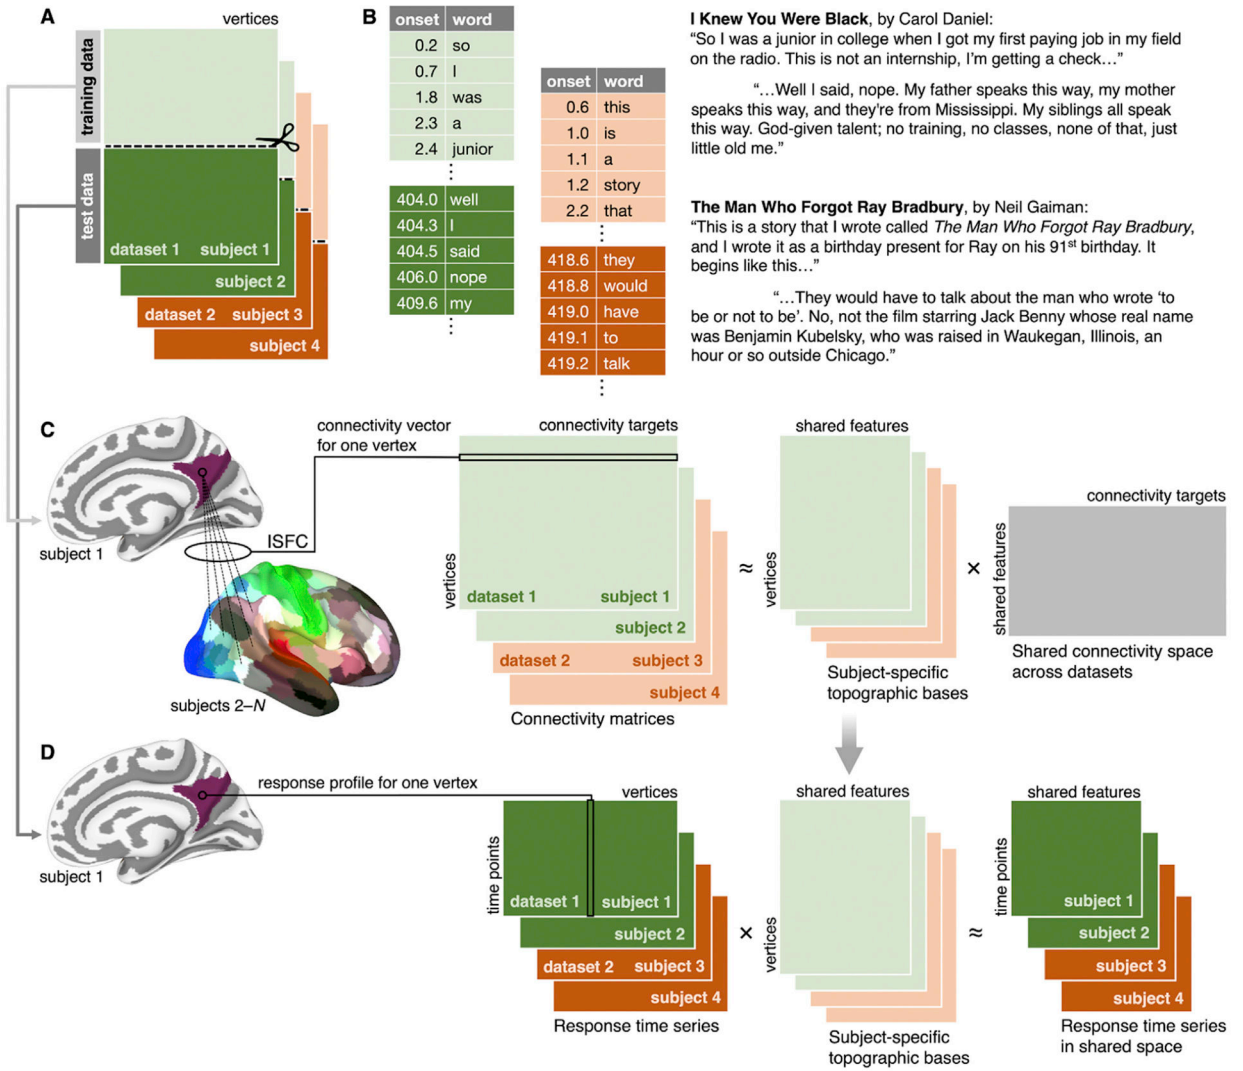 A
vertices
training data
test data
dataset 1 subject 1
subject 2
dataset 2 subject 3
subject 4
B
onset word
0.2 so
0.7 I
1.8 was
2.3 a
2.4 junior
⋮
404.0 well
404.3 I
404.5 said
406.0 nope
409.6 my
⋮
onset word
0.6 this
1.0 is
1.1 a
1.2 story
2.2 that
⋮
418.6 they
418.8 would
419.0 have
419.1 to
419.2 talk
⋮
I Knew You Were Black, by Carol Daniel:
“So I was a junior in college when I got my first paying job in my field
on the radio. This is not an internship, I’m getting a check…”
“…Well I said, nope. My father speaks this way, my mother
speaks this way, and they're from Mississippi. My siblings all speak
this way. God-given talent; no training, no classes, none of that, just
little old me.”
The Man Who Forgot Ray Bradbury, by Neil Gaiman:
“This is a story that I wrote called The Man Who Forgot Ray Bradbury,
and I wrote it as a birthday present for Ray on his 91st birthday. It
begins like this…”
“…They would have to talk about the man who wrote ‘to
be or not to be’. No, not the film starring Jack Benny whose real name
was Benjamin Kubelsky, who was raised in Waukegan, Illinois, an
hour or so outside Chicago.”
C
subject 1
ISFC
subjects 2–N
connectivity vector
for one vertex
connectivity targets
vertices
dataset 1 subject 1
subject 2
dataset 2 subject 3
subject 4
Connectivity matrices
≈
shared features
vertices
Subject-specific
topographic bases
×
connectivity targets
shared features
Shared connectivity space
across datasets
D
subject 1
response profile for one vertex
vertices
time points
dataset 1 subject 1
subject 2
dataset 2 subject 3
subject 4
Response time series
×
shared features
vertices
Subject-specific
topographic bases
≈
shared features
time points
subject 1
subject 2
subject 3
subject 4
Response time series
in shared space